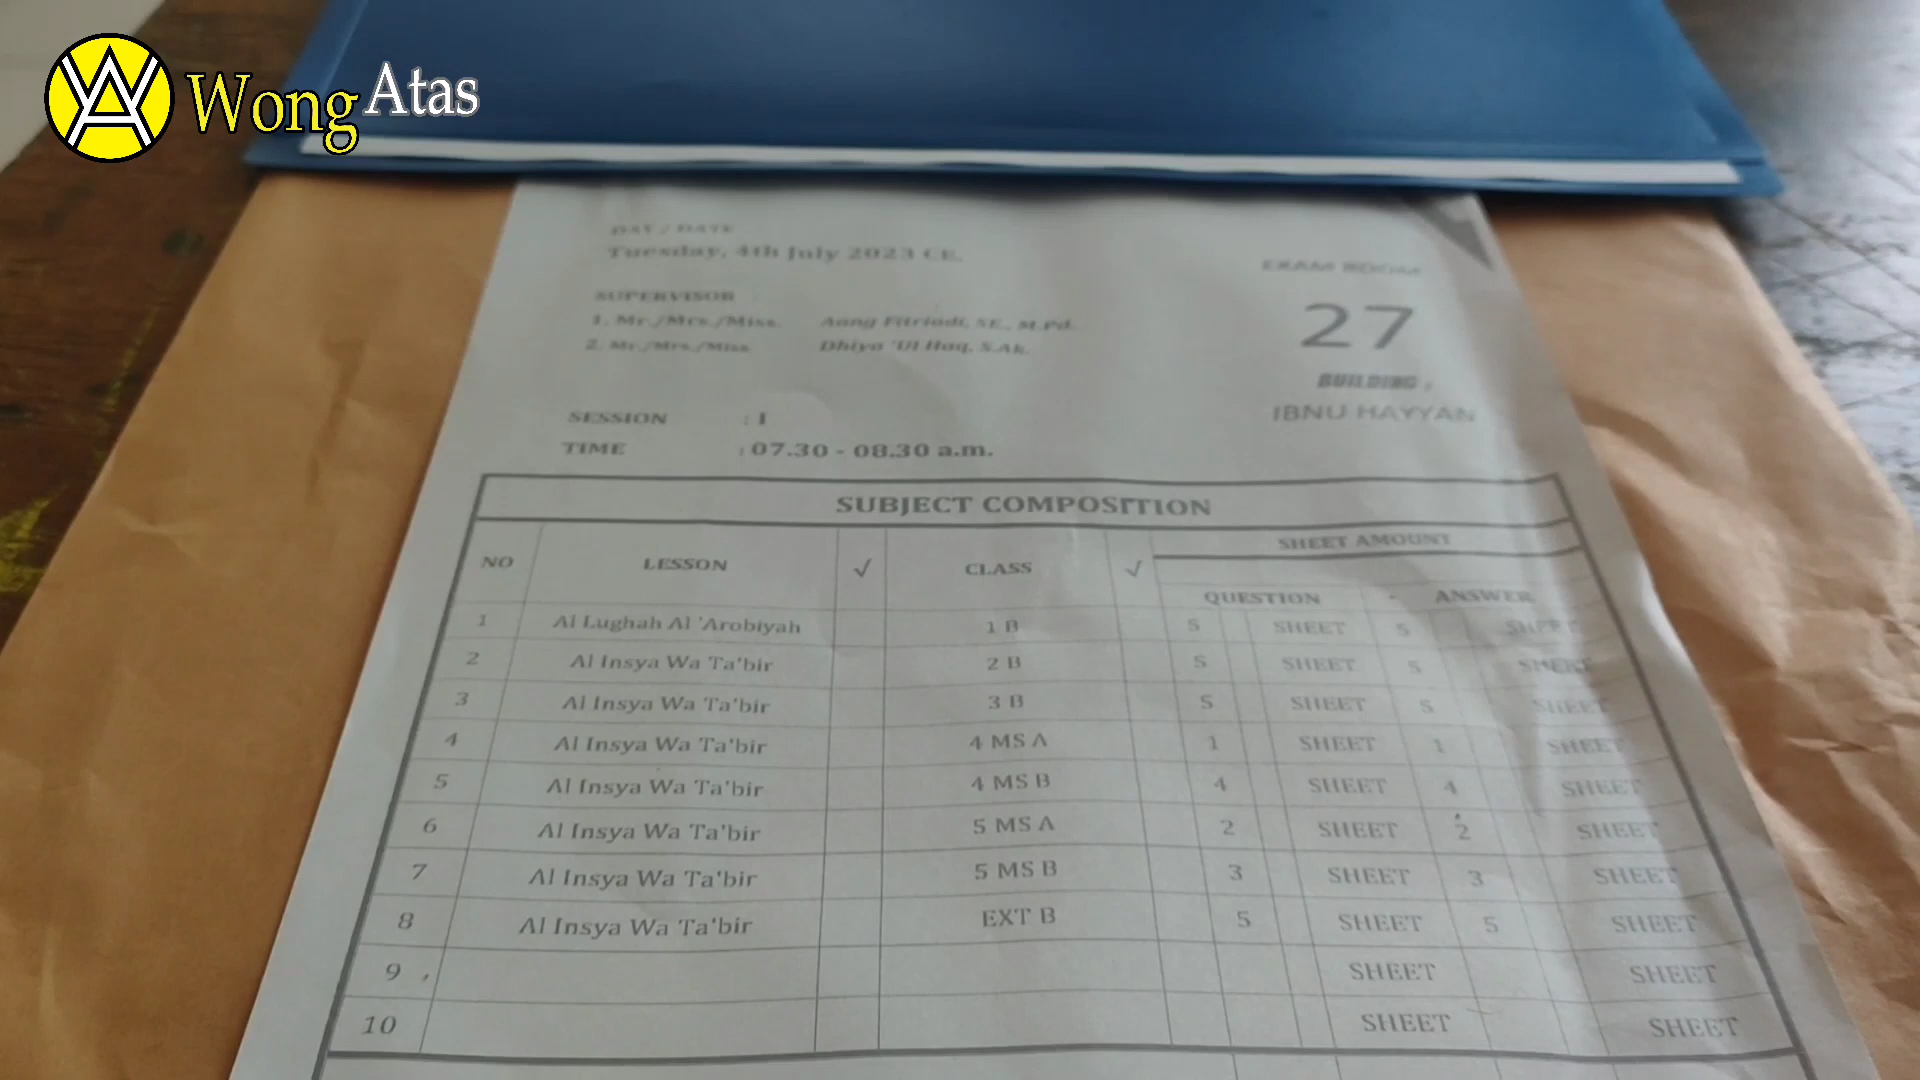 Wong Atas
DAY / DATE
Tuesday, 4th July 2023 CE.
EXAM ROOM
27
BUILDING :
IBNU HAYYAN
SUPERVISOR
1. Mr./Mrs./Miss. Aang Fitriadi, SE., M.Pd.
2. Mr./Mrs./Miss. Dhiya 'Ul Haq, S.Ak.
SESSION : I
TIME : 07.30 - 08.30 a.m.
SUBJECT COMPOSITION
NO LESSON √ CLASS √ SHEET AMOUNT
QUESTION - ANSWER
1 Al Lughah Al 'Arobiyah 1 B 5 SHEET 5 SHEET
2 Al Insya Wa Ta'bir 2 B 5 SHEET 5 SHEET
3 Al Insya Wa Ta'bir 3 B 5 SHEET 5 SHEET
4 Al Insya Wa Ta'bir 4 MS A 1 SHEET 1 SHEET
5 Al Insya Wa Ta'bir 4 MS B 4 SHEET 4 SHEET
6 Al Insya Wa Ta'bir 5 MS A 2 SHEET 2 SHEET
7 Al Insya Wa Ta'bir 5 MS B 3 SHEET 3 SHEET
8 Al Insya Wa Ta'bir EXT B 5 SHEET 5 SHEET
9 SHEET SHEET
10 SHEET SHEET